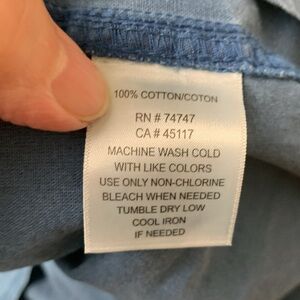 100% COTTON/COTON
RN # 74747
CA # 45117
MACHINE WASH COLD
WITH LIKE COLORS
USE ONLY NON-CHLORINE
BLEACH WHEN NEEDED
TUMBLE DRY LOW
COOL IRON
IF NEEDED